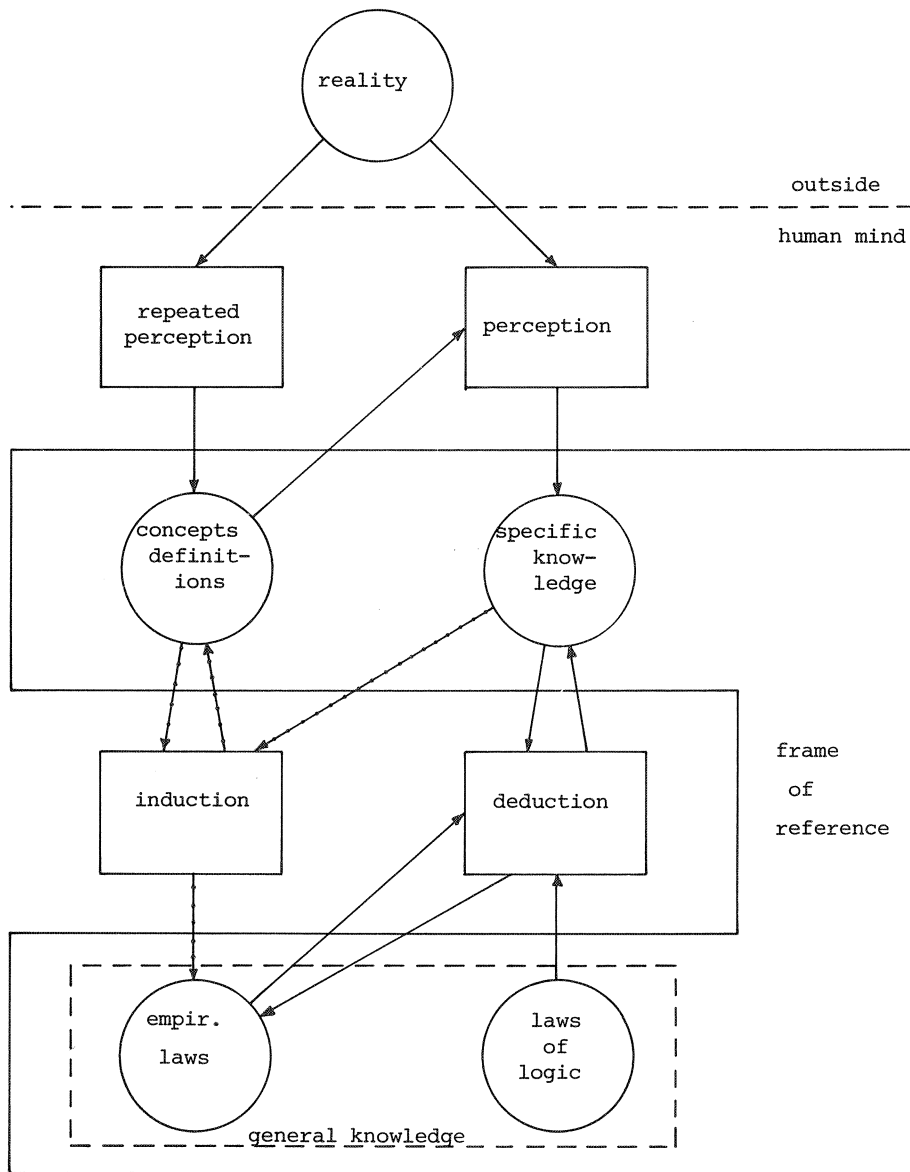 reality
outside
human mind
repeated
perception
perception
concepts
definit-
ions
specific
know-
ledge
induction
deduction
frame
of
reference
empir.
laws
laws
of
logic
general knowledge